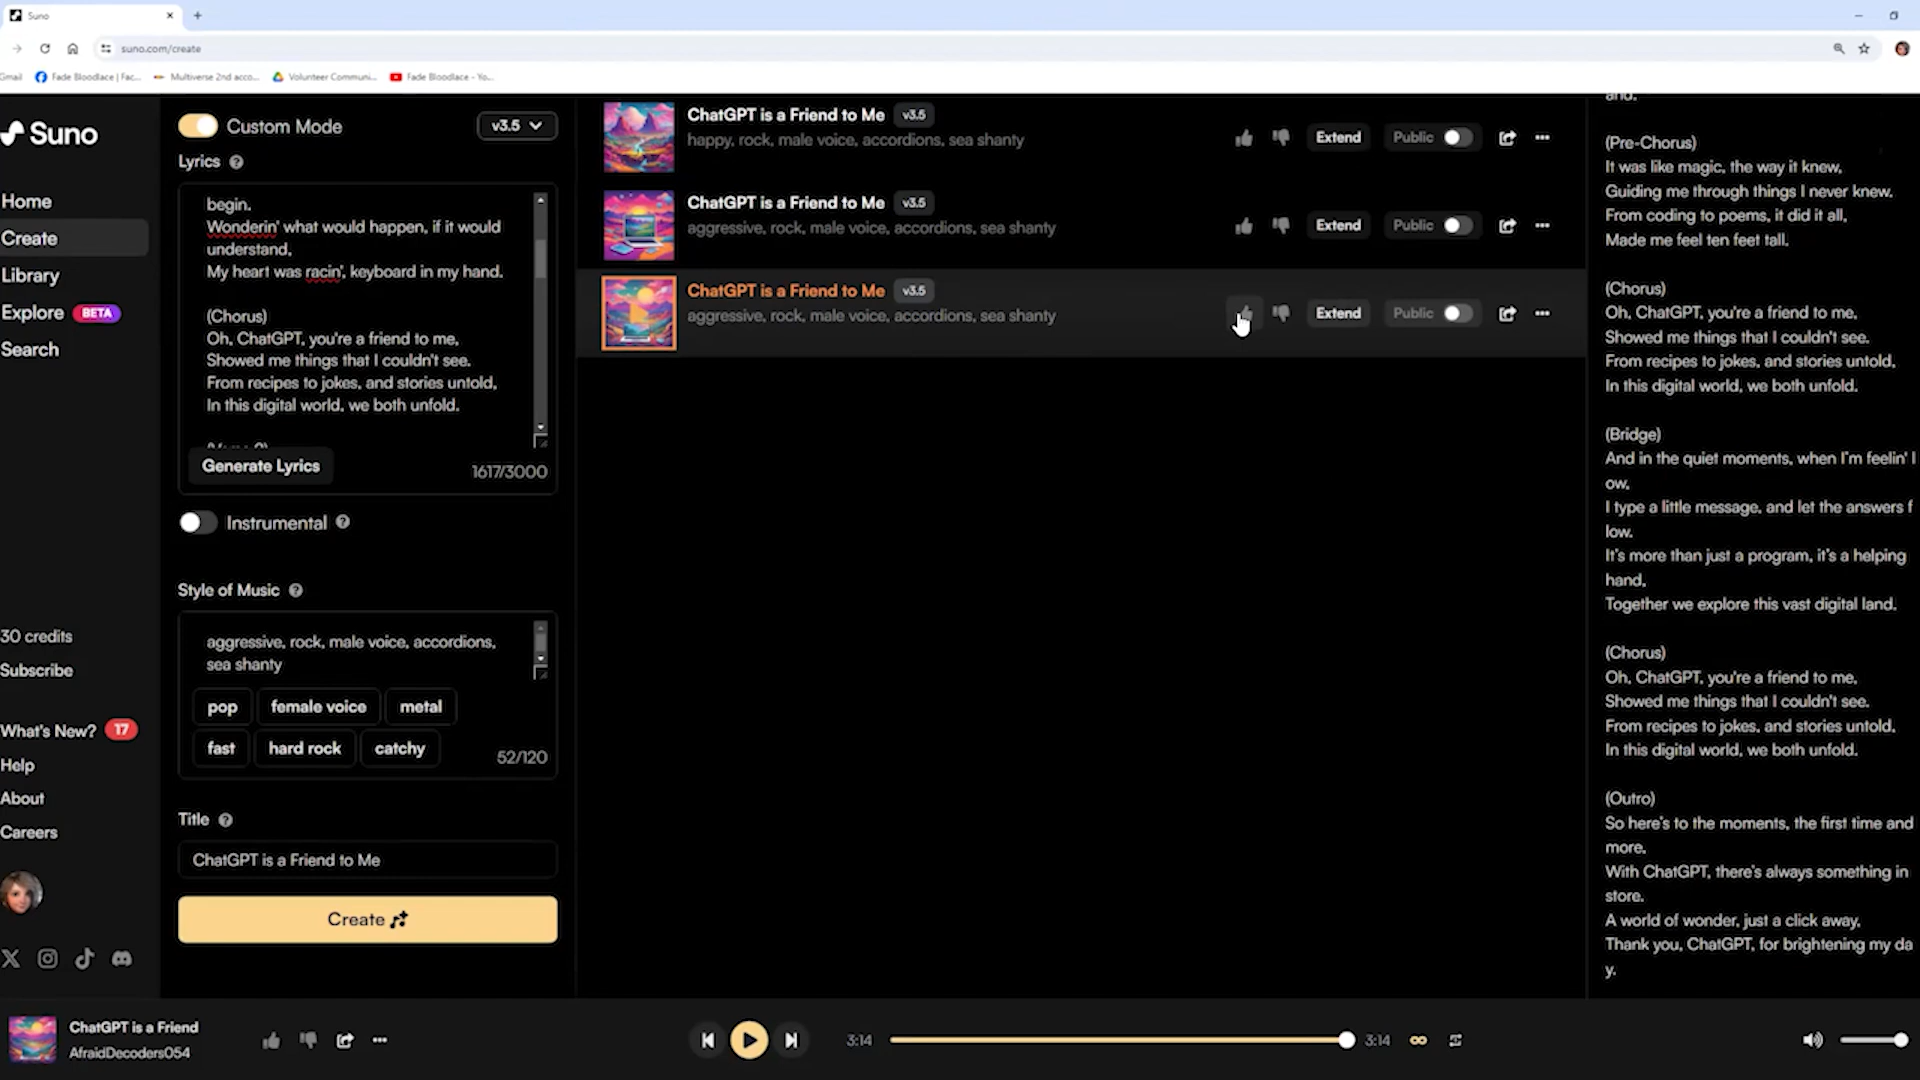 Suno
suno.com/create
Gmail
Fade Bloodlace | Fac...
Multiverse 2nd acco...
Volunteer Communi...
Fade Bloodlace - Yo...
Suno
Home
Create
Library
Explore BETA
Search
30 credits
Subscribe
What's New? 17
Help
About
Careers
Custom Mode
v3.5
Lyrics
begin.
Wonderin' what would happen, if it would
understand,
My heart was racin', keyboard in my hand.
(Chorus)
Oh, ChatGPT, you're a friend to me,
Showed me things that I couldn't see.
From recipes to jokes, and stories untold,
In this digital world, we both unfold.
Generate Lyrics
1617/3000
Instrumental
Style of Music
aggressive, rock, male voice, accordions,
sea shanty
pop female voice metal
fast hard rock catchy
52/120
Title
ChatGPT is a Friend to Me
Create
ChatGPT is a Friend to Me v3.5
happy, rock, male voice, accordions, sea shanty
Extend Public
ChatGPT is a Friend to Me v3.5
aggressive, rock, male voice, accordions, sea shanty
Extend Public
ChatGPT is a Friend to Me v3.5
aggressive, rock, male voice, accordions, sea shanty
Extend Public
and.
(Pre-Chorus)
It was like magic, the way it knew,
Guiding me through things I never knew.
From coding to poems, it did it all,
Made me feel ten feet tall.
(Chorus)
Oh, ChatGPT, you're a friend to me,
Showed me things that I couldn't see.
From recipes to jokes, and stories untold,
In this digital world, we both unfold.
(Bridge)
And in the quiet moments, when I'm feelin' l
ow,
I type a little message, and let the answers f
low.
It's more than just a program, it's a helping
hand,
Together we explore this vast digital land.
(Chorus)
Oh, ChatGPT, you're a friend to me,
Showed me things that I couldn't see.
From recipes to jokes, and stories untold,
In this digital world, we both unfold.
(Outro)
So here's to the moments, the first time and
more,
With ChatGPT, there's always something in
store.
A world of wonder, just a click away,
Thank you, ChatGPT, for brightening my da
y.
ChatGPT is a Friend
AfraidDecoders054
3:14
3:14